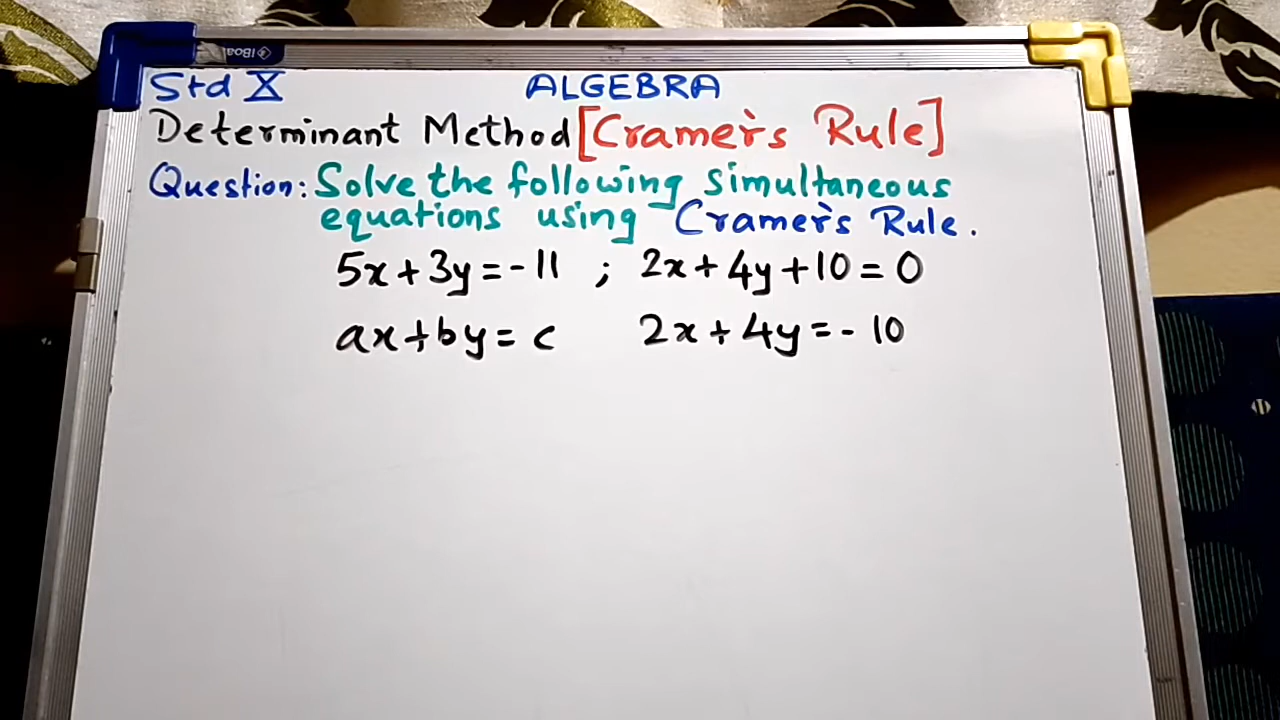 iBoa
Std X ALGEBRA
Determinant Method [Cramer's Rule]
Question: Solve the following simultaneous
equations using Cramer's Rule.
5x+3y=-11 ; 2x+4y+10=0
ax+by=c 2x+4y=-10